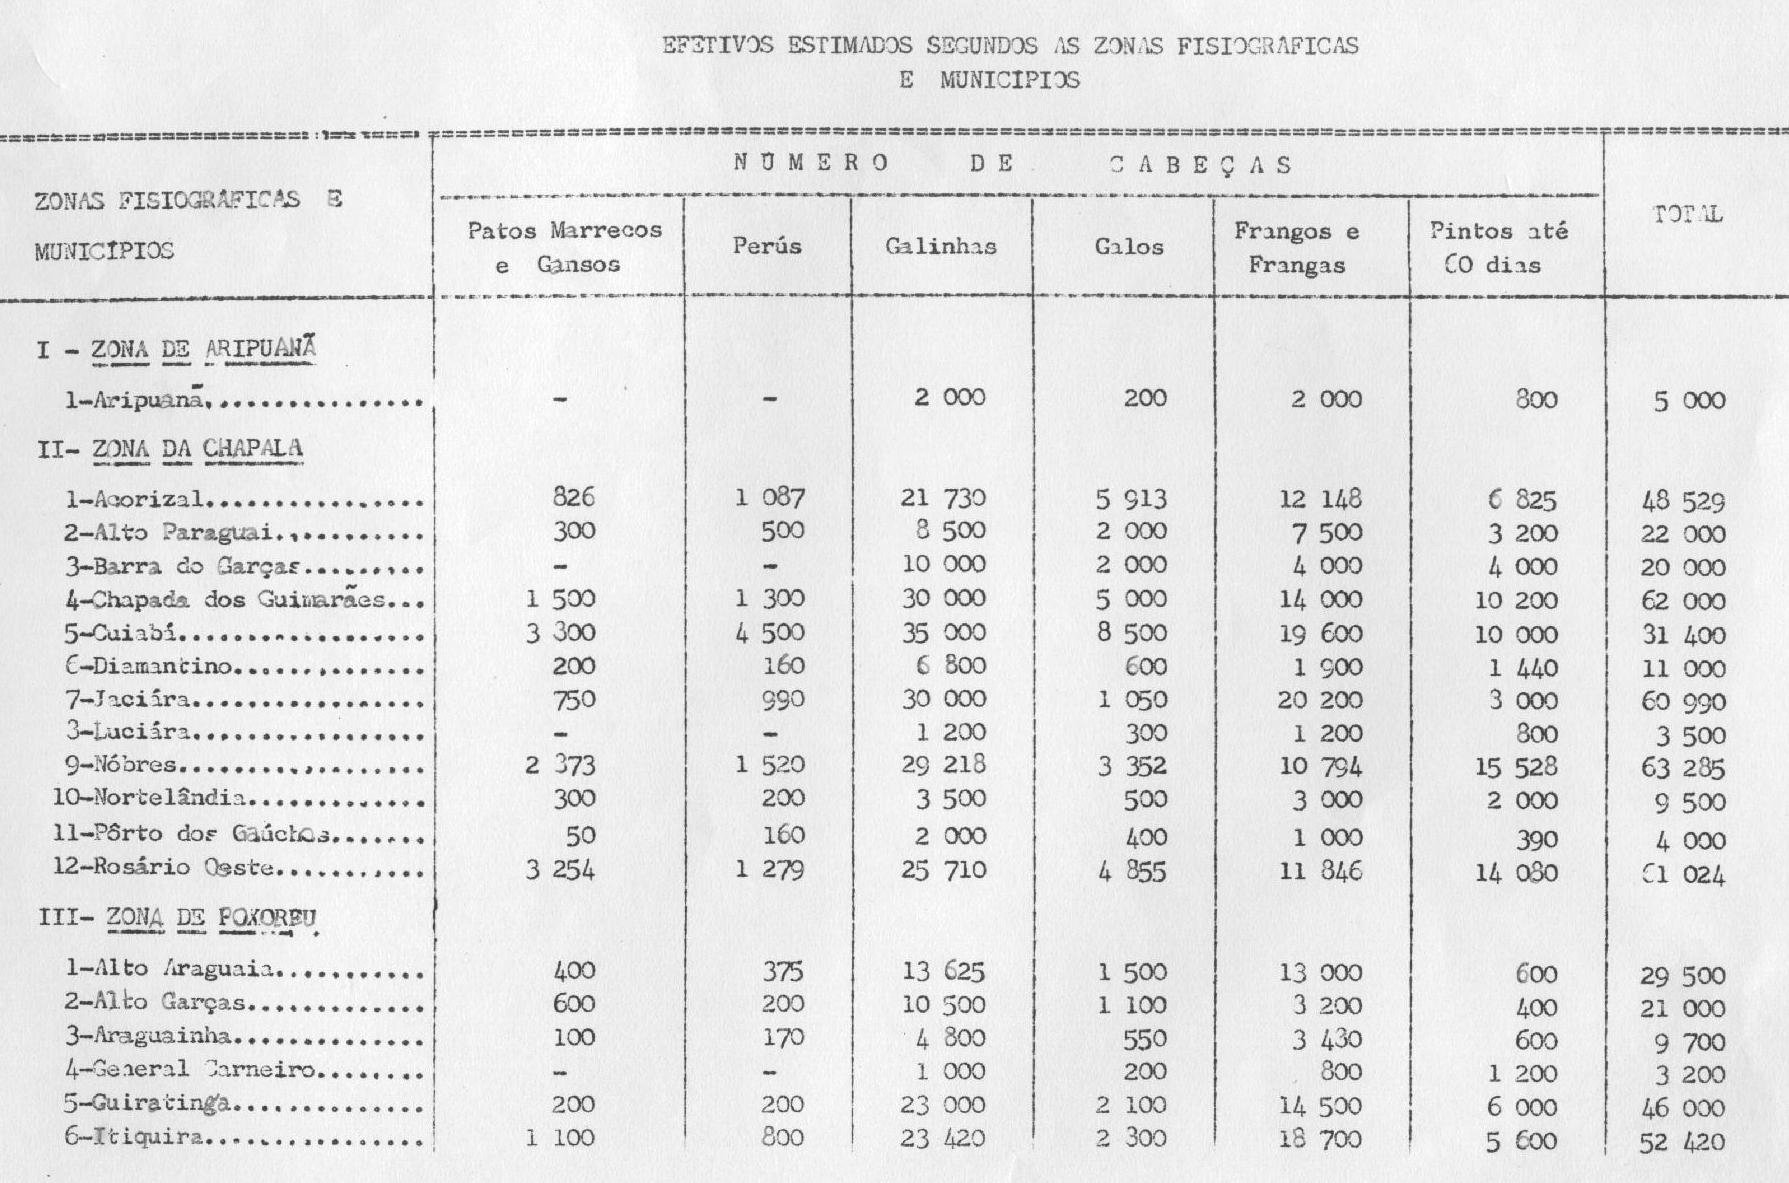 EFETIVOS ESTIMADOS SEGUNDOS AS ZONAS FISIOGRAFICAS
E MUNICÍPIOS
NÚMERO DE CABEÇAS
ZONAS FISIOGRÁFICAS E
MUNICÍPIOS
TOTAL
Patos Marrecos
e Gansos
Perús
Galinhas
Galos
Frangos e
Frangas
Pintos até
60 dias
I - ZONA DE ARIPUANÃ
1-Aripuanã................ - - 2 000 200 2 000 800 5 000
II- ZONA DA CHAPALA
1-Acorizal................ 826 1 087 21 730 5 913 12 148 6 825 48 529
2-Alto Paraguai........... 300 500 8 500 2 000 7 500 3 200 22 000
3-Barra do Garças......... - - 10 000 2 000 4 000 4 000 20 000
4-Chapada dos Guimarães... 1 500 1 300 30 000 5 000 14 000 10 200 62 000
5-Cuiabá.................. 3 300 4 500 35 000 8 500 19 600 10 000 31 400
6-Diamantino.............. 200 160 6 800 600 1 900 1 440 11 000
7-Jaciára................. 750 990 30 000 1 050 20 200 3 000 60 990
8-Luciára................. - - 1 200 300 1 200 800 3 500
9-Nóbres.................. 2 373 1 520 29 218 3 352 10 794 15 528 63 285
10-Nortelândia............. 300 200 3 500 500 3 000 2 000 9 500
11-Pôrto dos Gaúchos....... 50 160 2 000 400 1 000 390 4 000
12-Rosário Oeste........... 3 254 1 279 25 710 4 855 11 846 14 080 61 024
III- ZONA DE POXOREU
1-Alto Araguaia........... 400 375 13 625 1 500 13 000 600 29 500
2-Alto Garças............. 600 200 10 500 1 100 3 200 400 21 000
3-Araguainha.............. 100 170 4 800 550 3 430 600 9 700
4-General Carneiro........ - - 1 000 200 800 1 200 3 200
5-Guiratinga.............. 200 200 23 000 2 100 14 500 6 000 46 000
6-Itiquira................ 1 100 800 23 420 2 300 18 700 5 600 52 420